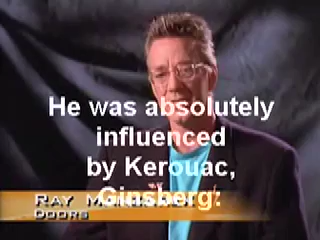 He was absolutely
influenced
by Kerouac,
Ginsberg.
RAY
DOORS